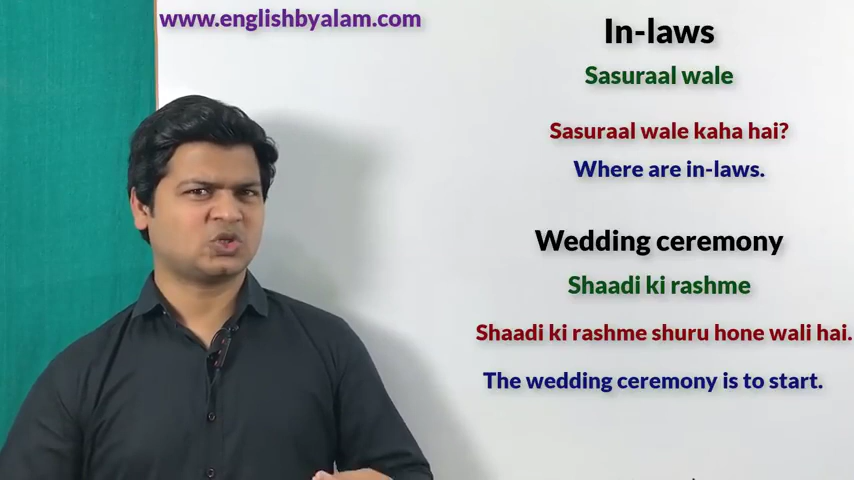 www.englishbyalam.com
In-laws
Sasuraal wale
Sasuraal wale kaha hai?
Where are in-laws.
Wedding ceremony
Shaadi ki rashme
Shaadi ki rashme shuru hone wali hai.
The wedding ceremony is to start.